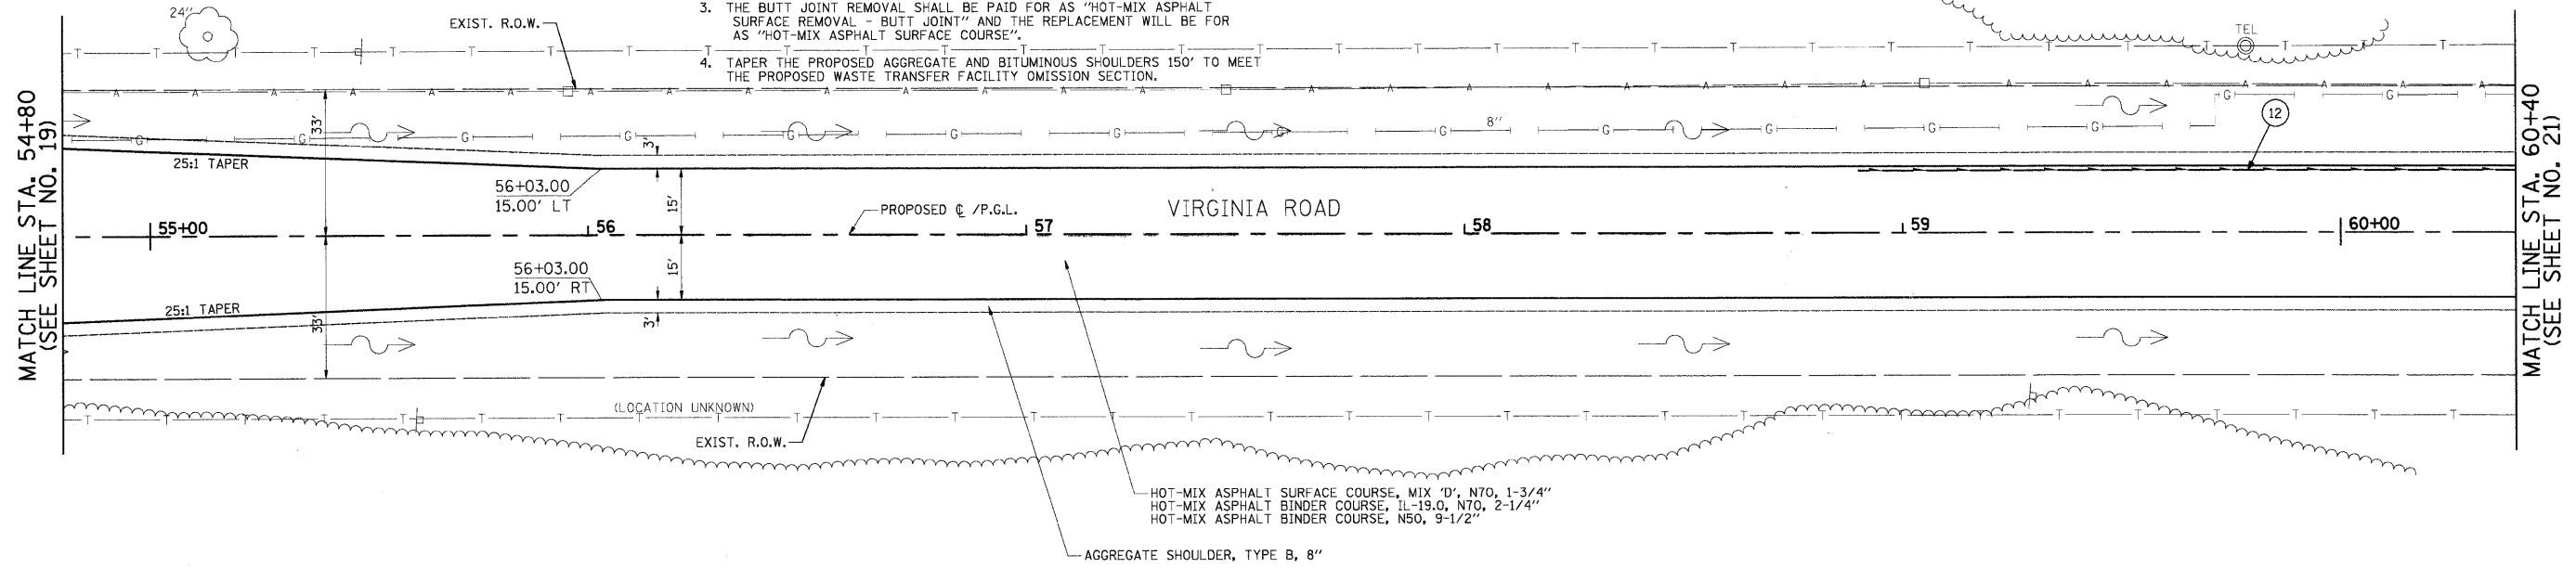 3. THE BUTT JOINT REMOVAL SHALL BE PAID FOR AS "HOT-MIX ASPHALT
SURFACE REMOVAL - BUTT JOINT" AND THE REPLACEMENT WILL BE FOR
AS "HOT-MIX ASPHALT SURFACE COURSE".
4. TAPER THE PROPOSED AGGREGATE AND BITUMINOUS SHOULDERS 150' TO MEET
THE PROPOSED WASTE TRANSFER FACILITY OMISSION SECTION.
24"
EXIST. R.O.W.
TEL
MATCH LINE STA. 54+80
(SEE SHEET NO. 19)
33'
3'
8"
12
25:1 TAPER
56+03.00
15.00' LT
15'
PROPOSED ℄ /P.G.L.
VIRGINIA ROAD
55+00
56
57
58
59
60+00
56+03.00
15.00' RT
15'
25:1 TAPER
33'
3'
(LOCATION UNKNOWN)
EXIST. R.O.W.
HOT-MIX ASPHALT SURFACE COURSE, MIX 'D', N70, 1-3/4"
HOT-MIX ASPHALT BINDER COURSE, IL-19.0, N70, 2-1/4"
HOT-MIX ASPHALT BINDER COURSE, N50, 9-1/2"
AGGREGATE SHOULDER, TYPE B, 8"
MATCH LINE STA. 60+40
(SEE SHEET NO. 21)